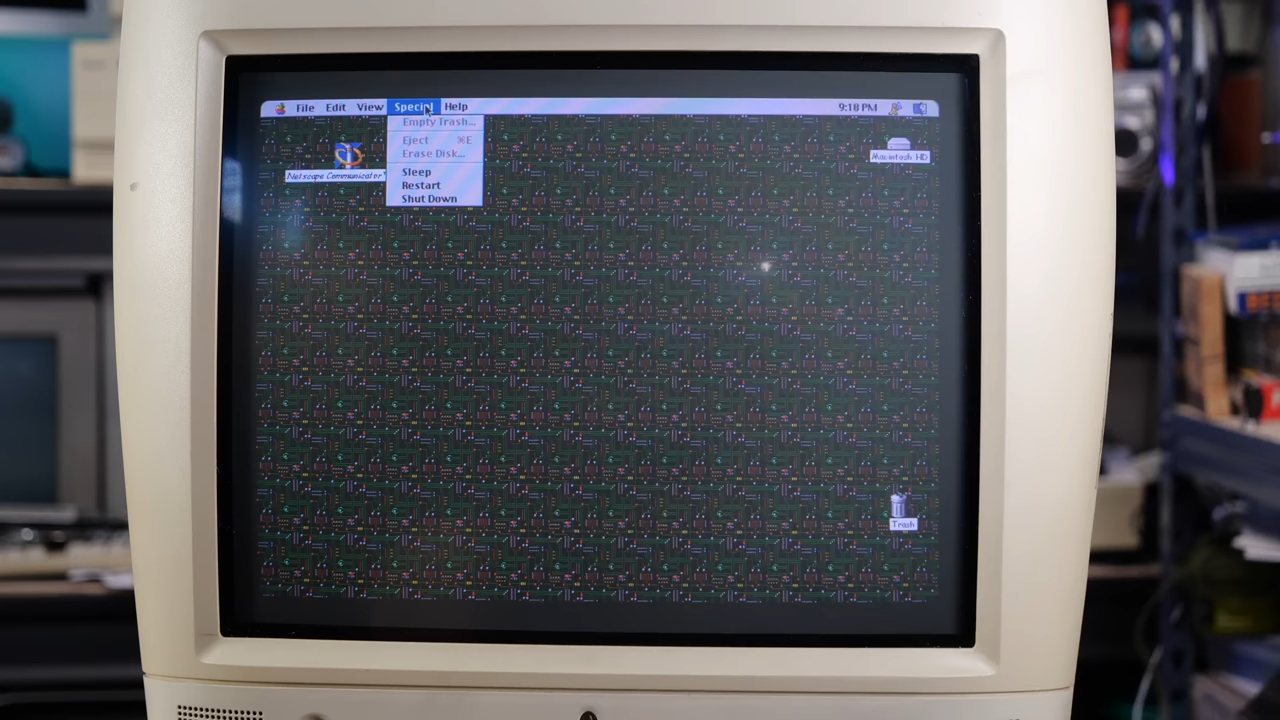 File Edit View Special Help 9:18 PM
Empty Trash...
Eject ⌘E
Erase Disk...
Sleep
Restart
Shut Down
Netscape Communicator™
Macintosh HD
Trash